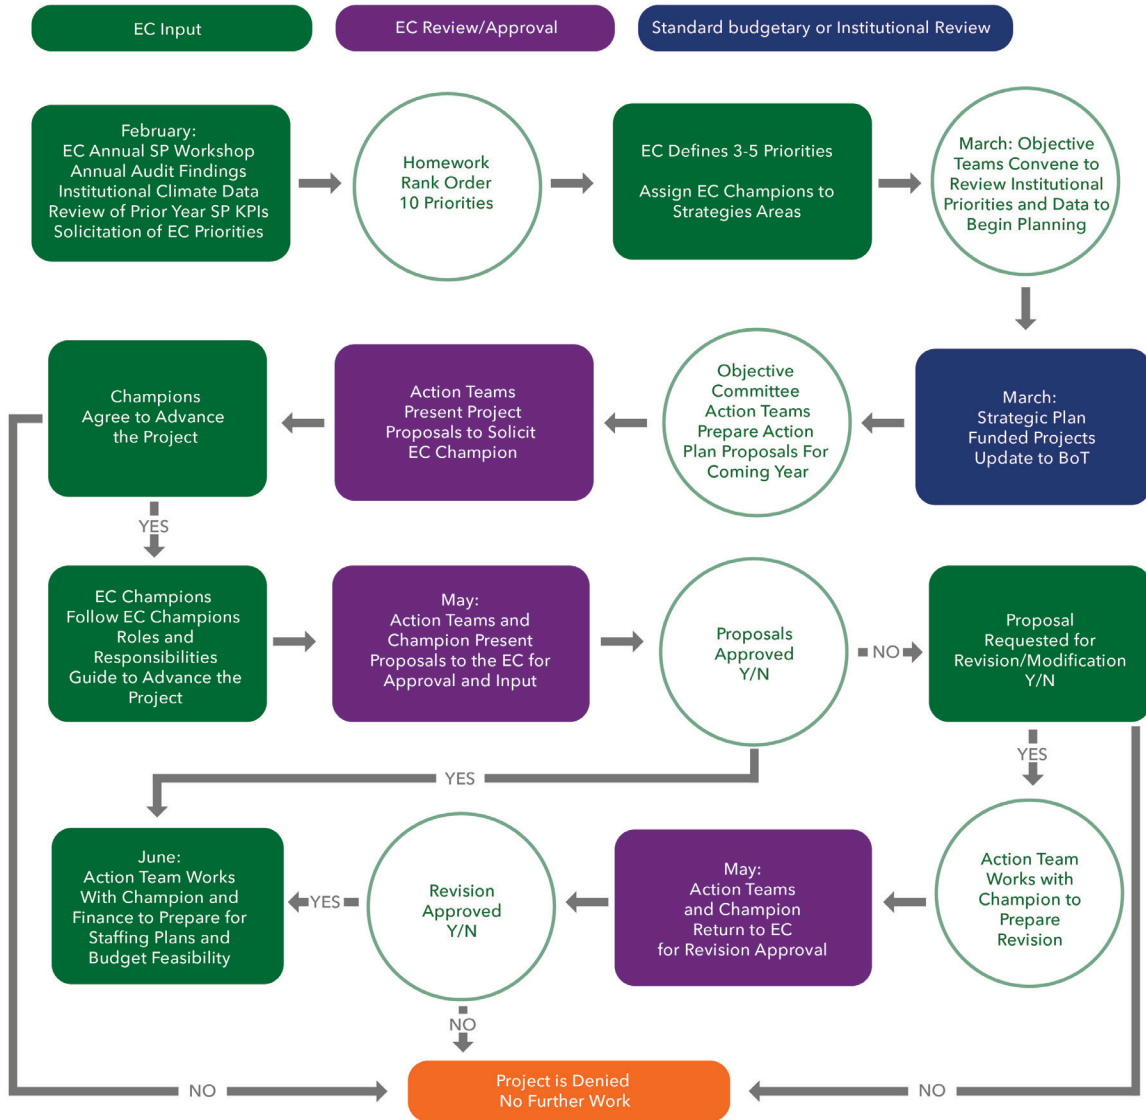 EC Input
EC Review/Approval
Standard budgetary or Institutional Review
February:
EC Annual SP Workshop
Annual Audit Findings
Institutional Climate Data
Review of Prior Year SP KPIs
Solicitation of EC Priorities
Homework
Rank Order
10 Priorities
EC Defines 3-5 Priorities
Assign EC Champions to
Strategies Areas
March: Objective
Teams Convene to
Review Institutional
Priorities and Data to
Begin Planning
March:
Strategic Plan
Funded Projects
Update to BoT
Objective
Committee
Action Teams
Prepare Action
Plan Proposals For
Coming Year
Action Teams
Present Project
Proposals to Solicit
EC Champion
Champions
Agree to Advance
the Project
YES
EC Champions
Follow EC Champions
Roles and
Responsibilities
Guide to Advance the
Project
May:
Action Teams and
Champion Present
Proposals to the EC for
Approval and Input
Proposals
Approved
Y/N
NO
Proposal
Requested for
Revision/Modification
Y/N
YES
YES
Action Team
Works with
Champion to
Prepare
Revision
May:
Action Teams
and Champion
Return to EC
for Revision Approval
Revision
Approved
Y/N
YES
June:
Action Team Works
With Champion and
Finance to Prepare for
Staffing Plans and
Budget Feasibility
NO
NO
Project is Denied
No Further Work
NO